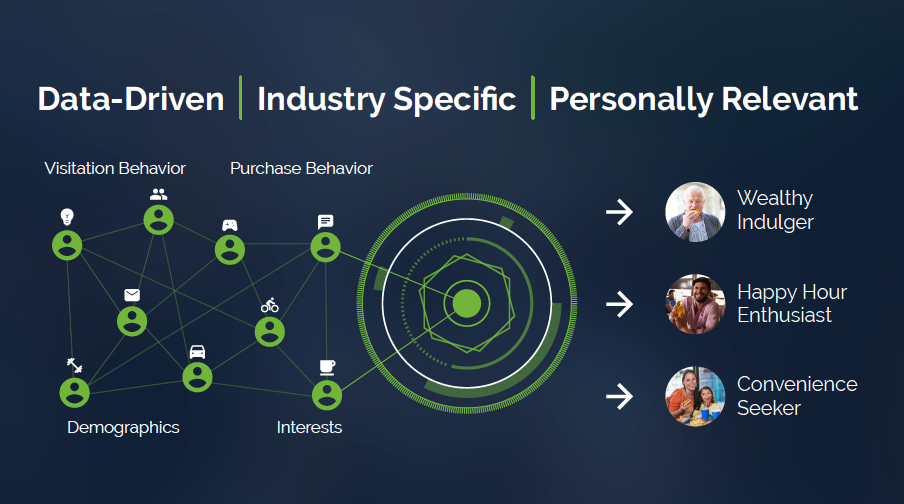 Data-Driven | Industry Specific | Personally Relevant
Visitation Behavior
Purchase Behavior
Wealthy
Indulger
Happy Hour
Enthusiast
Convenience
Seeker
Demographics
Interests